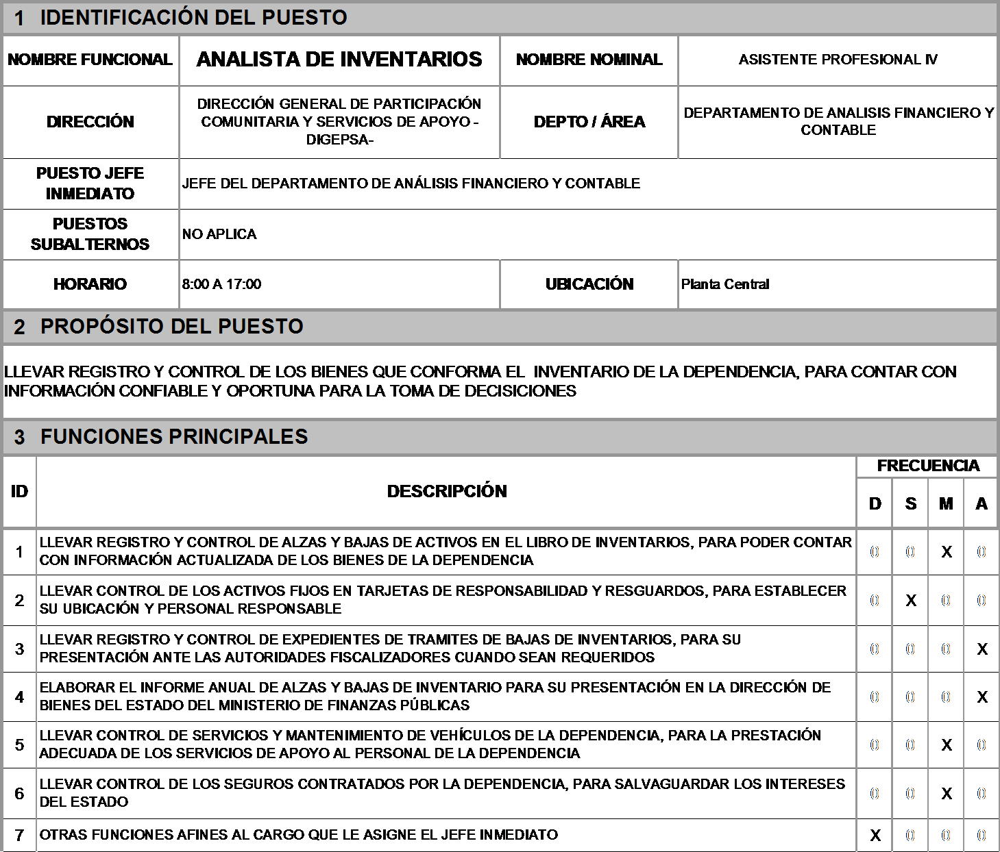 1 IDENTIFICACIÓN DEL PUESTO
NOMBRE FUNCIONAL ANALISTA DE INVENTARIOS NOMBRE NOMINAL ASISTENTE PROFESIONAL IV
DIRECCIÓN
DIRECCIÓN GENERAL DE PARTICIPACIÓN
COMUNITARIA Y SERVICIOS DE APOYO -
DIGEPSA-
DEPTO / ÁREA
DEPARTAMENTO DE ANALISIS FINANCIERO Y
CONTABLE
PUESTO JEFE
INMEDIATO
JEFE DEL DEPARTAMENTO DE ANÁLISIS FINANCIERO Y CONTABLE
PUESTOS
SUBALTERNOS
NO APLICA
HORARIO 8:00 A 17:00 UBICACIÓN Planta Central
2 PROPÓSITO DEL PUESTO
LLEVAR REGISTRO Y CONTROL DE LOS BIENES QUE CONFORMA EL INVENTARIO DE LA DEPENDENCIA, PARA CONTAR CON
INFORMACIÓN CONFIABLE Y OPORTUNA PARA LA TOMA DE DECISICIONES
3 FUNCIONES PRINCIPALES
ID DESCRIPCIÓN FRECUENCIA
D S M A
1 LLEVAR REGISTRO Y CONTROL DE ALZAS Y BAJAS DE ACTIVOS EN EL LIBRO DE INVENTARIOS, PARA PODER CONTAR
CON INFORMACIÓN ACTUALIZADA DE LOS BIENES DE LA DEPENDENCIA
0 0 X 0
2 LLEVAR CONTROL DE LOS ACTIVOS FIJOS EN TARJETAS DE RESPONSABILIDAD Y RESGUARDOS, PARA ESTABLECER
SU UBICACIÓN Y PERSONAL RESPONSABLE
0 X 0 0
3 LLEVAR REGISTRO Y CONTROL DE EXPEDIENTES DE TRAMITES DE BAJAS DE INVENTARIOS, PARA SU
PRESENTACIÓN ANTE LAS AUTORIDADES FISCALIZADORES CUANDO SEAN REQUERIDOS
0 0 0 X
4 ELABORAR EL INFORME ANUAL DE ALZAS Y BAJAS DE INVENTARIO PARA SU PRESENTACIÓN EN LA DIRECCIÓN DE
BIENES DEL ESTADO DEL MINISTERIO DE FINANZAS PÚBLICAS
0 0 0 X
5 LLEVAR CONTROL DE SERVICIOS Y MANTENIMIENTO DE VEHÍCULOS DE LA DEPENDENCIA, PARA LA PRESTACIÓN
ADECUADA DE LOS SERVICIOS DE APOYO AL PERSONAL DE LA DEPENDENCIA
0 0 X 0
6 LLEVAR CONTROL DE LOS SEGUROS CONTRATADOS POR LA DEPENDENCIA, PARA SALVAGUARDAR LOS INTERESES
DEL ESTADO
0 0 X 0
7 OTRAS FUNCIONES AFINES AL CARGO QUE LE ASIGNE EL JEFE INMEDIATO X 0 0 0